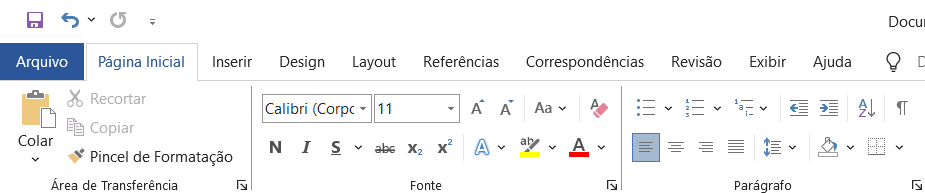 Docu
Arquivo Página Inicial Inserir Design Layout Referências Correspondências Revisão Exibir Ajuda D
Colar
Recortar
Copiar
Pincel de Formatação
Área de Transferência
Calibri (Corpo 11 Aa A
N I S abc x₂ x² A ab A
Fonte
A Z ¶
Parágrafo